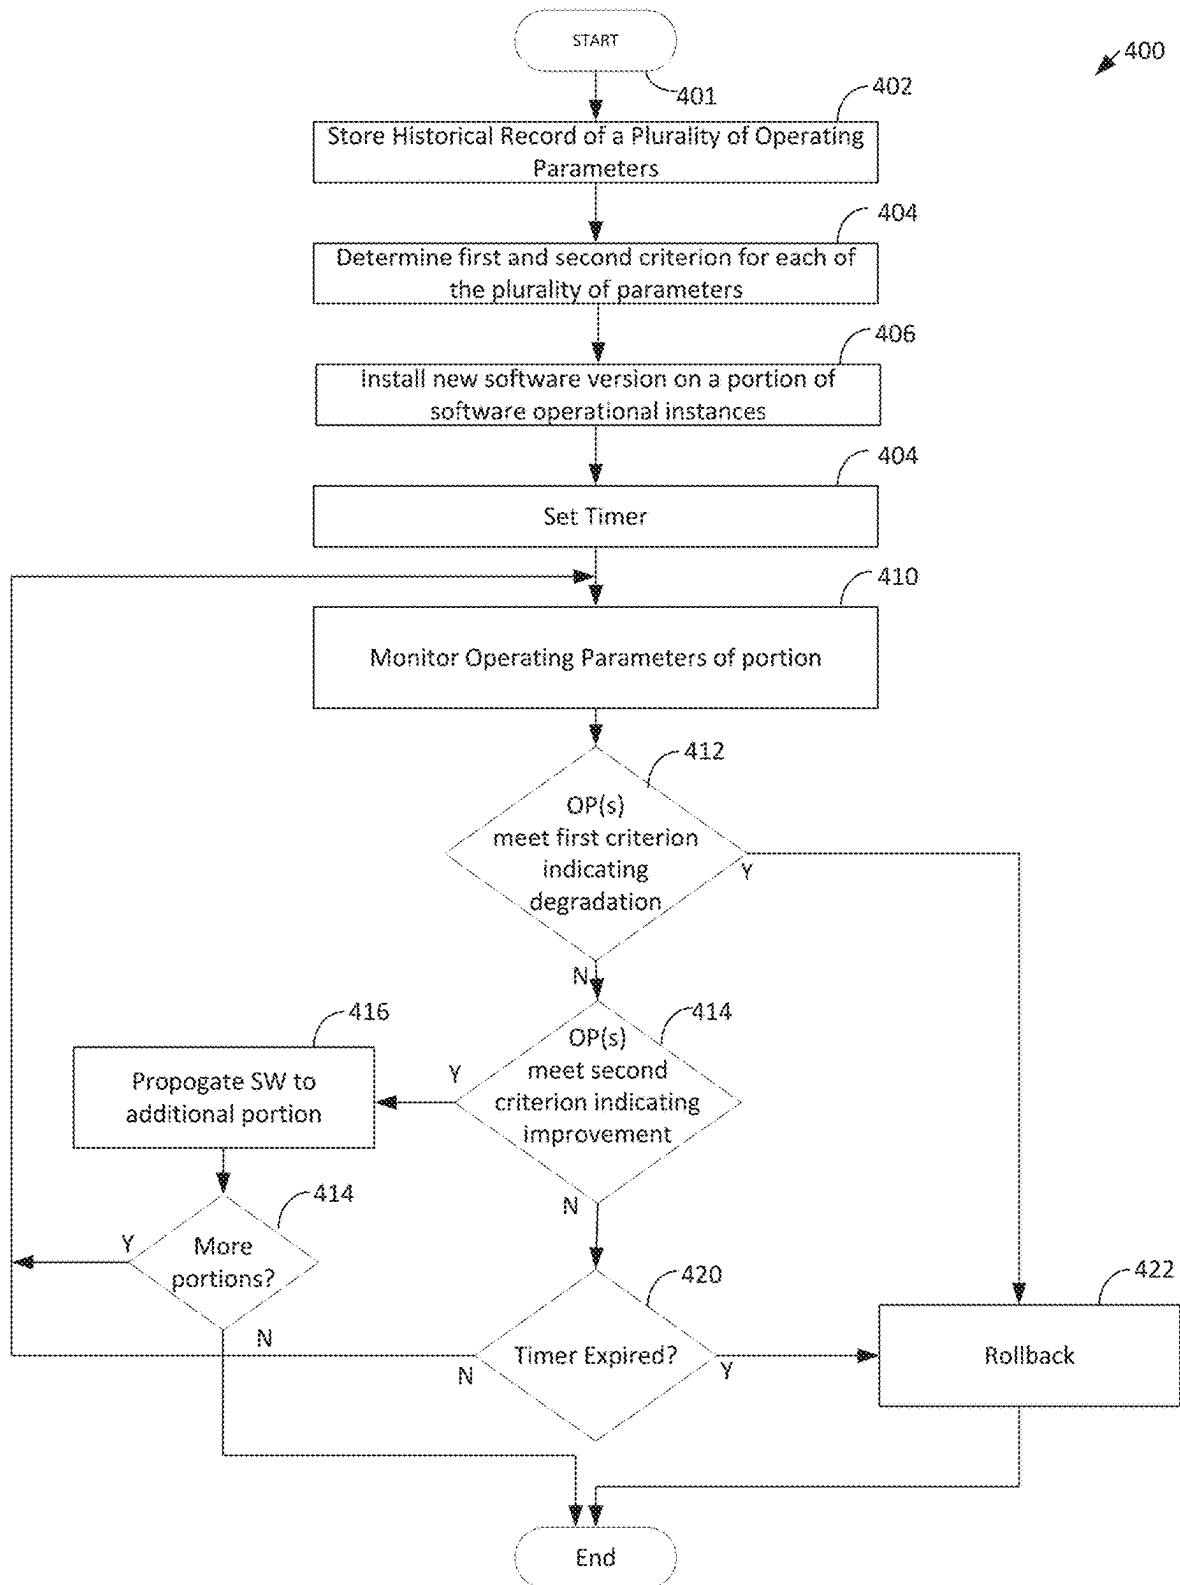 START
400
401
402
Store Historical Record of a Plurality of Operating
Parameters
404
Determine first and second criterion for each of
the plurality of parameters
406
Install new software version on a portion of
software operational instances
404
Set Timer
410
Monitor Operating Parameters of portion
412
OP(s)
meet first criterion
indicating
degradation
Y
N
414
OP(s)
meet second
criterion indicating
improvement
Y
N
416
Propogate SW to
additional portion
414
More
portions?
Y
N
420
Timer Expired?
N
Y
422
Rollback
End